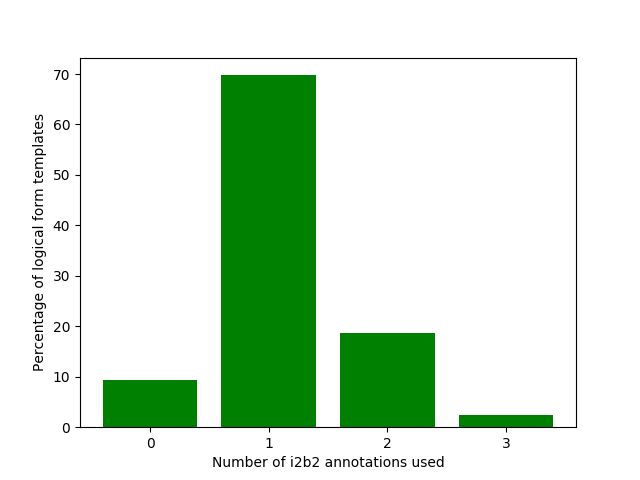 70
60
50
40
30
20
10
0
0 1 2 3
Number of i2b2 annotations used
Percentage of logical form templates